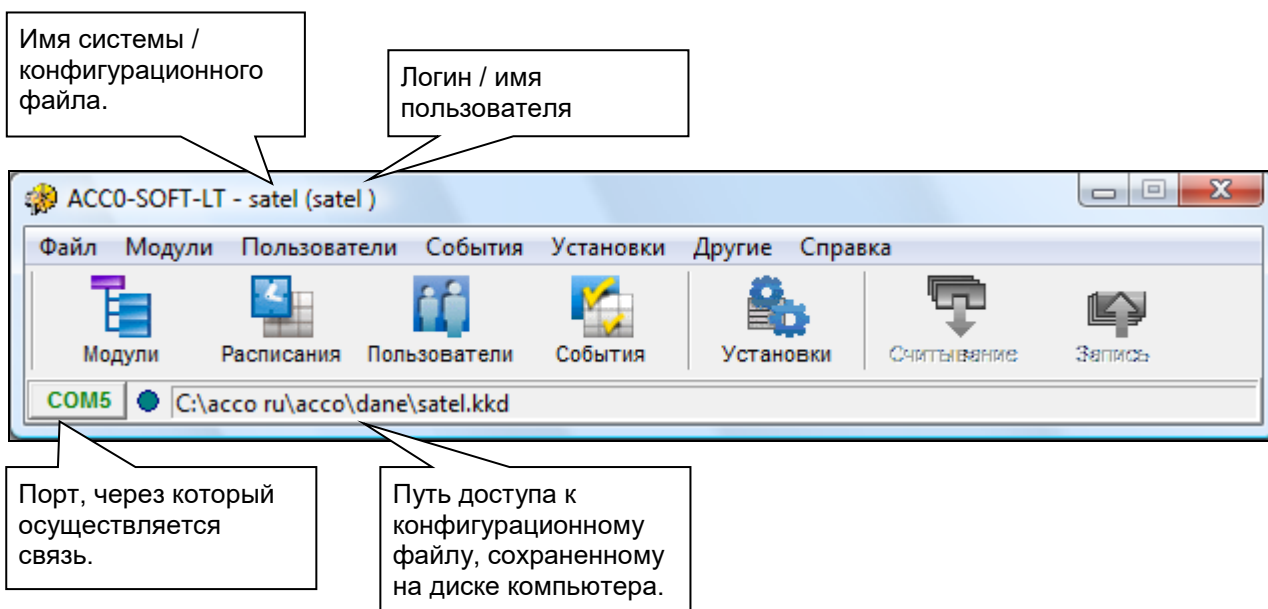 Имя системы /
конфигурационного
файла.
Логин / имя
пользователя
ACC0-SOFT-LT - satel (satel )
Файл Модули Пользователи События Установки Другие Справка
Модули Расписания Пользователи События Установки Считывание Запись
COM5 C:\acco ru\acco\dane\satel.kkd
Порт, через который
осуществляется
связь.
Путь доступа к
конфигурационному
файлу, сохраненному
на диске компьютера.